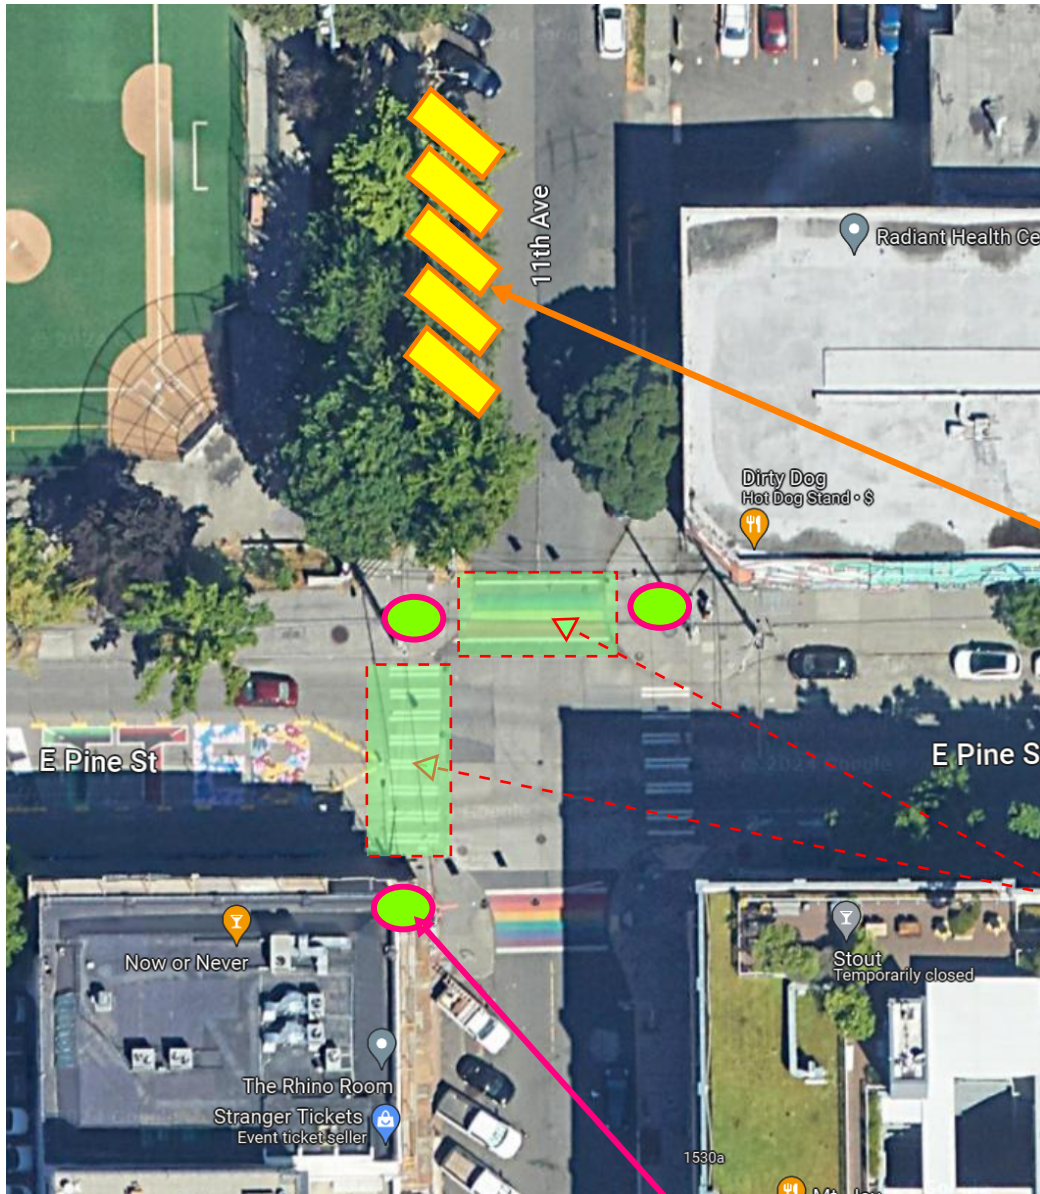 11th Ave
Radiant Health Ce
Dirty Dog
Hot Dog Stand • $
E Pine St
E Pine S
Now or Never
Stout
Temporarily closed
The Rhino Room
Stranger Tickets
Event ticket seller
1530a